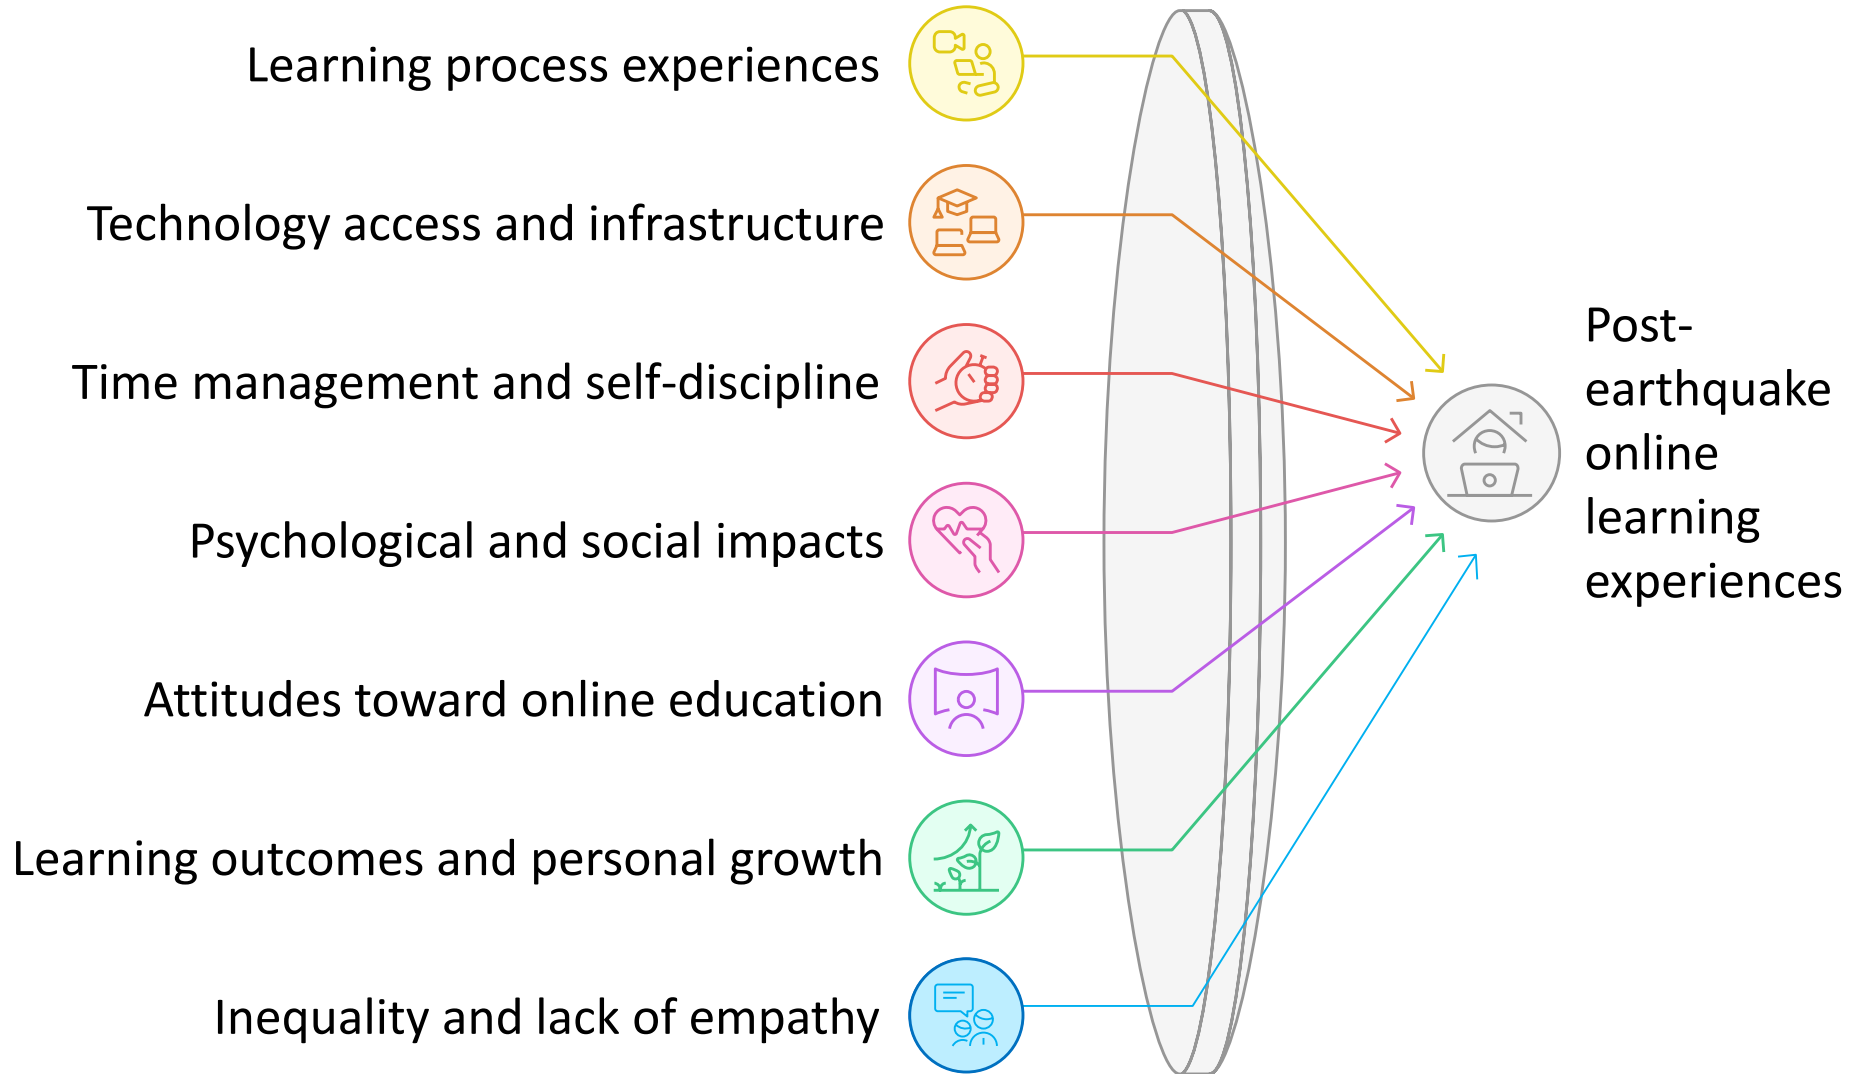 Learning process experiences
Technology access and infrastructure
Time management and self-discipline
Psychological and social impacts
Attitudes toward online education
Learning outcomes and personal growth
Inequality and lack of empathy
Post-
earthquake
online
learning
experiences